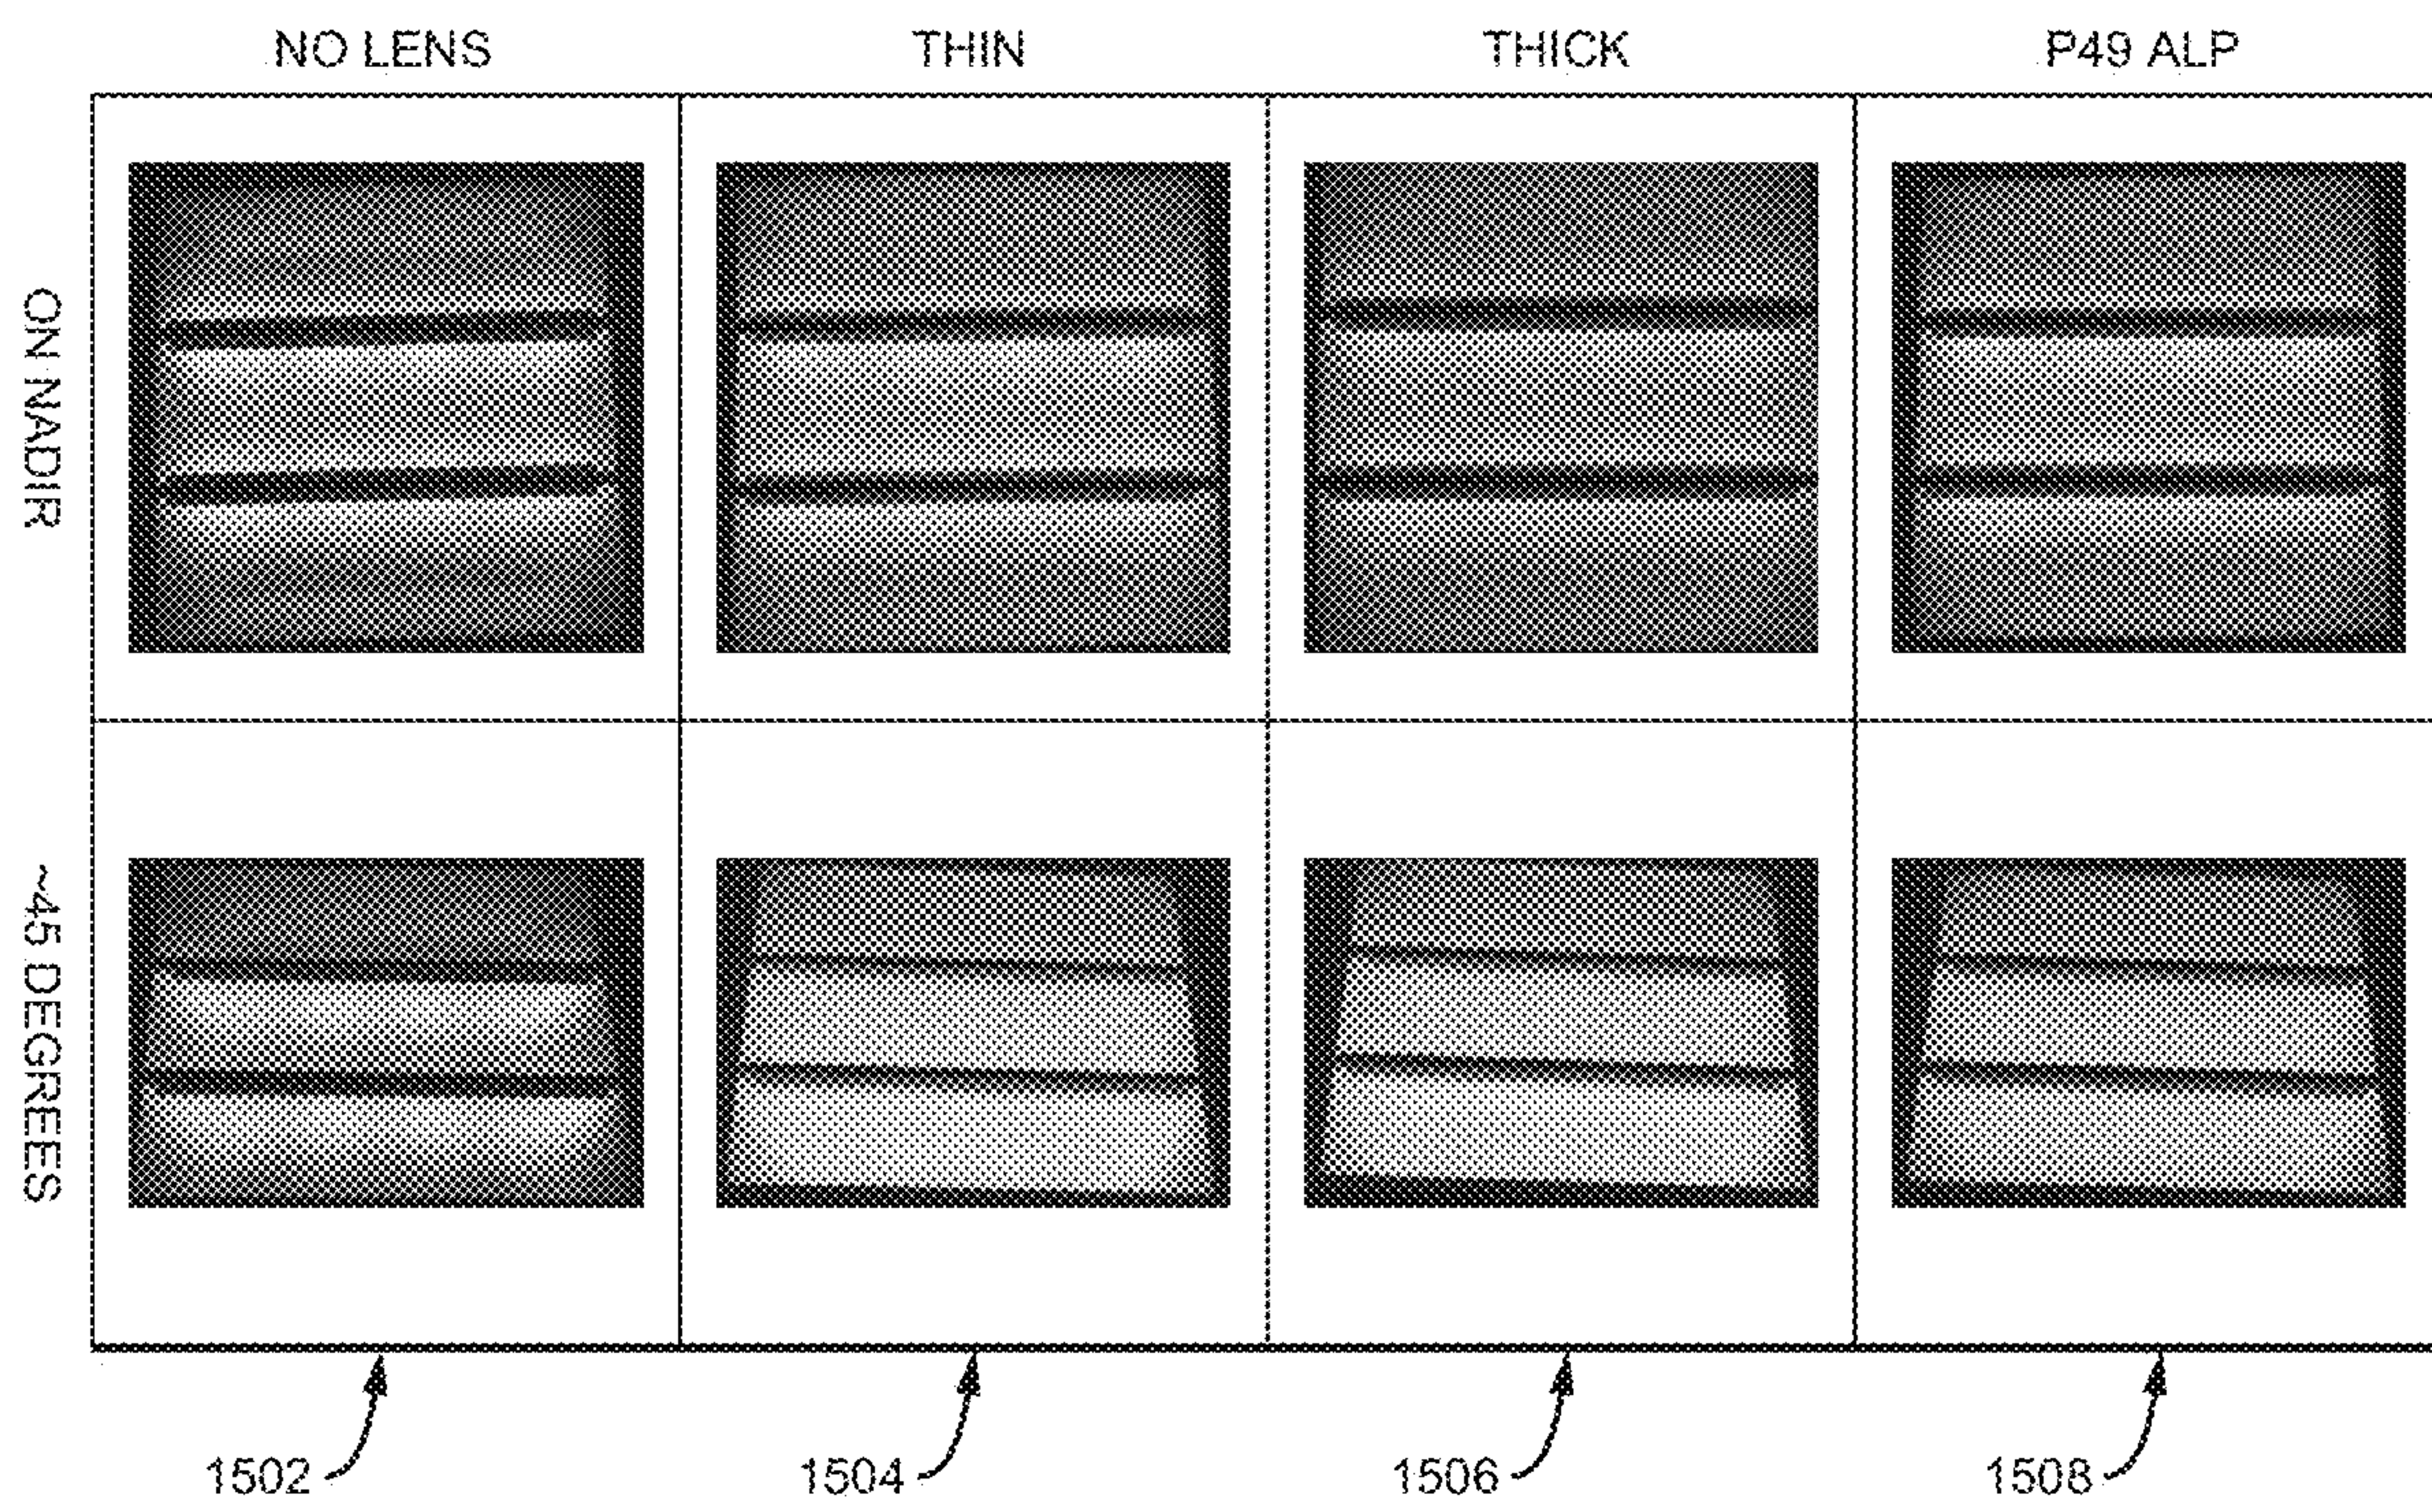 NO LENS
THIN
THICK
P49 ALP
ON NADIR
~45 DEGREES
1502
1504
1506
1508